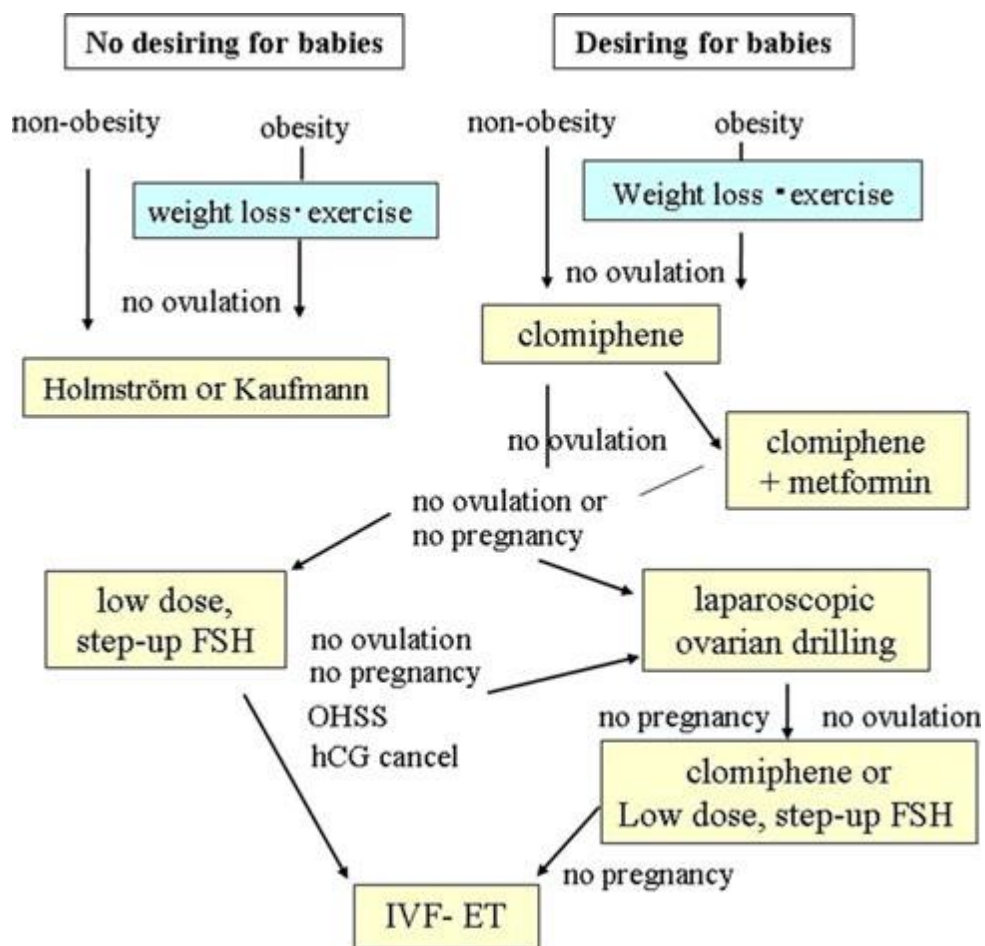 No desiring for babies
Desiring for babies
non-obesity
obesity
non-obesity
obesity
weight loss・exercise
Weight loss・exercise
no ovulation
no ovulation
clomiphene
Holmström or Kaufmann
no ovulation
clomiphene
+ metformin
no ovulation or
no pregnancy
low dose,
step-up FSH
laparoscopic
ovarian drilling
no ovulation
no pregnancy
OHSS
hCG cancel
no pregnancy
no ovulation
clomiphene or
Low dose, step-up FSH
no pregnancy
IVF- ET